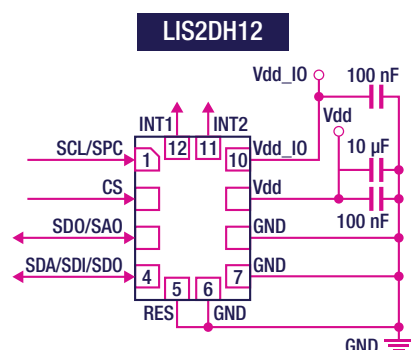 LIS2DH12
Vdd_IO
100 nF
INT1
INT2
Vdd
12
11
SCL/SPC
1
10
Vdd_IO
10 µF
CS
Vdd
100 nF
SDO/SAO
GND
SDA/SDI/SDO
4
7
GND
5
6
RES
GND
GND